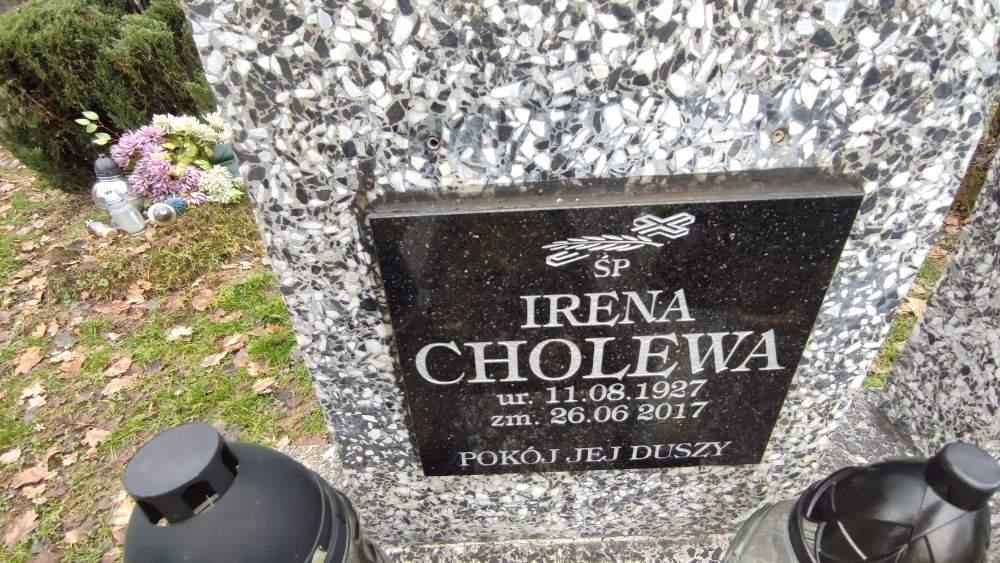 ŚP
IRENA
CHOLEWA
ur. 11.08.1927
zm. 26.06 2017
POKÓJ JEJ DUSZY